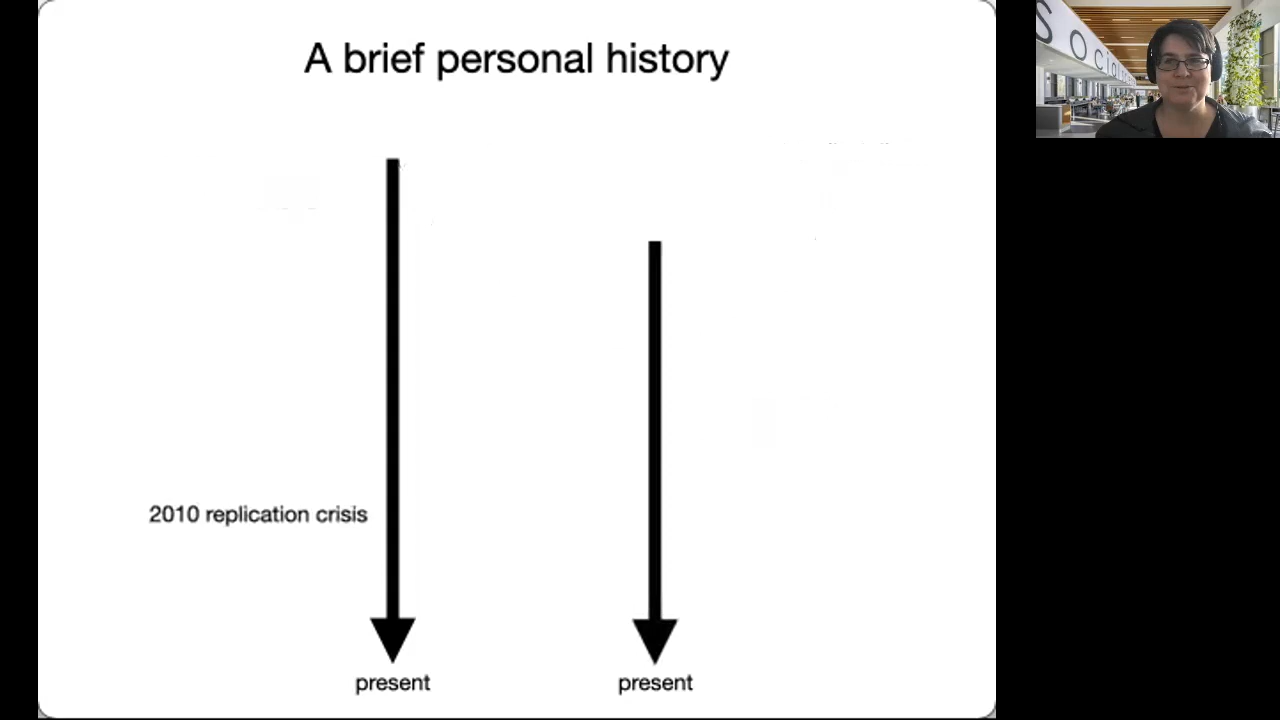 A brief personal history
2010 replication crisis
present
present